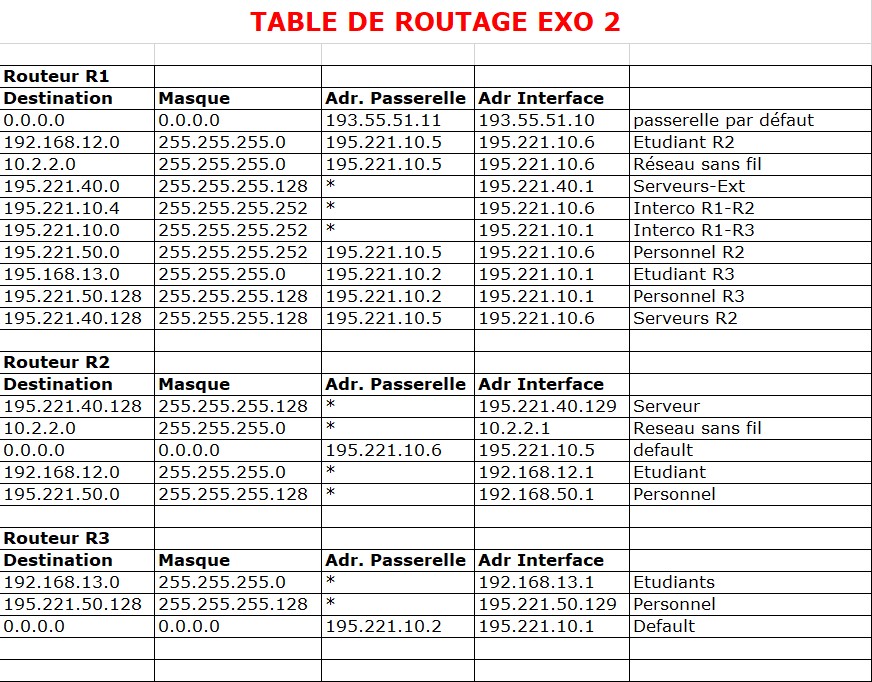 TABLE DE ROUTAGE EXO 2
Routeur R1
Destination Masque Adr. Passerelle Adr Interface
0.0.0.0 0.0.0.0 193.55.51.11 193.55.51.10 passerelle par défaut
192.168.12.0 255.255.255.0 195.221.10.5 195.221.10.6 Etudiant R2
10.2.2.0 255.255.255.0 195.221.10.5 195.221.10.6 Réseau sans fil
195.221.40.0 255.255.255.128 * 195.221.40.1 Serveurs-Ext
195.221.10.4 255.255.255.252 * 195.221.10.6 Interco R1-R2
195.221.10.0 255.255.255.252 * 195.221.10.1 Interco R1-R3
195.221.50.0 255.255.255.252 195.221.10.5 195.221.10.6 Personnel R2
195.168.13.0 255.255.255.0 195.221.10.2 195.221.10.1 Etudiant R3
195.221.50.128 255.255.255.128 195.221.10.2 195.221.10.1 Personnel R3
195.221.40.128 255.255.255.128 195.221.10.5 195.221.10.6 Serveurs R2
Routeur R2
Destination Masque Adr. Passerelle Adr Interface
195.221.40.128 255.255.255.128 * 195.221.40.129 Serveur
10.2.2.0 255.255.255.0 * 10.2.2.1 Reseau sans fil
0.0.0.0 0.0.0.0 195.221.10.6 195.221.10.5 default
192.168.12.0 255.255.255.0 * 192.168.12.1 Etudiant
195.221.50.0 255.255.255.128 * 192.168.50.1 Personnel
Routeur R3
Destination Masque Adr. Passerelle Adr Interface
192.168.13.0 255.255.255.0 * 192.168.13.1 Etudiants
195.221.50.128 255.255.255.128 * 195.221.50.129 Personnel
0.0.0.0 0.0.0.0 195.221.10.2 195.221.10.1 Default